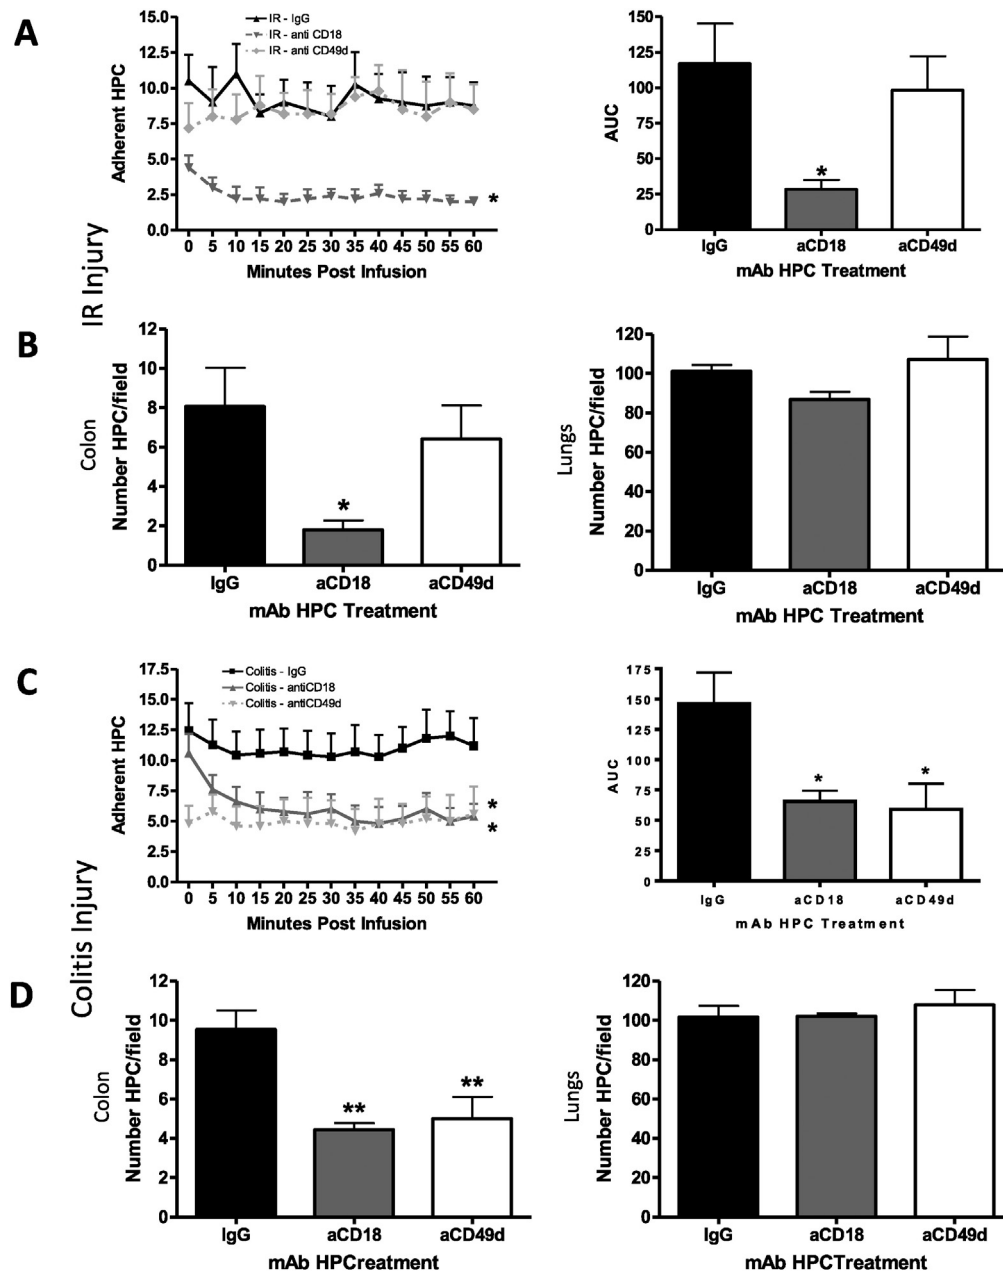 A
Adherent HPC
15.0
12.5
10.0
7.5
5.0
2.5
0.0
IR - IgG
IR - anti CD18
IR - anti CD49d
*
0 5 10 15 20 25 30 35 40 45 50 55 60
Minutes Post Infusion
AUC
150
125
100
75
50
25
0
*
IgG aCD18 aCD49d
mAb HPC Treatment
IR Injury
B
Colon
Number HPC/field
12
10
8
6
4
2
0
*
IgG aCD18 aCD49d
mAb HPC Treatment
Lungs
Number HPC/field
120
100
80
60
40
20
0
IgG aCD18 aCD49d
mAb HPC Treatment
C
Adherent HPC
17.5
15.0
12.5
10.0
7.5
5.0
2.5
0.0
Colitis - IgG
Colitis - antiCD18
Colitis - antiCD49d
*
*
0 5 10 15 20 25 30 35 40 45 50 55 60
Minutes Post Infusion
AUC
175
150
125
100
75
50
25
0
* *
IgG aCD18 aCD49d
mAb HPC Treatment
Colitis Injury
D
Colon
Number HPC/field
12
10
8
6
4
2
0
** **
IgG aCD18 aCD49d
mAb HPCreatment
Lungs
Number HPC/field
120
100
80
60
40
20
0
IgG aCD18 aCD49d
mAb HPCTreatment